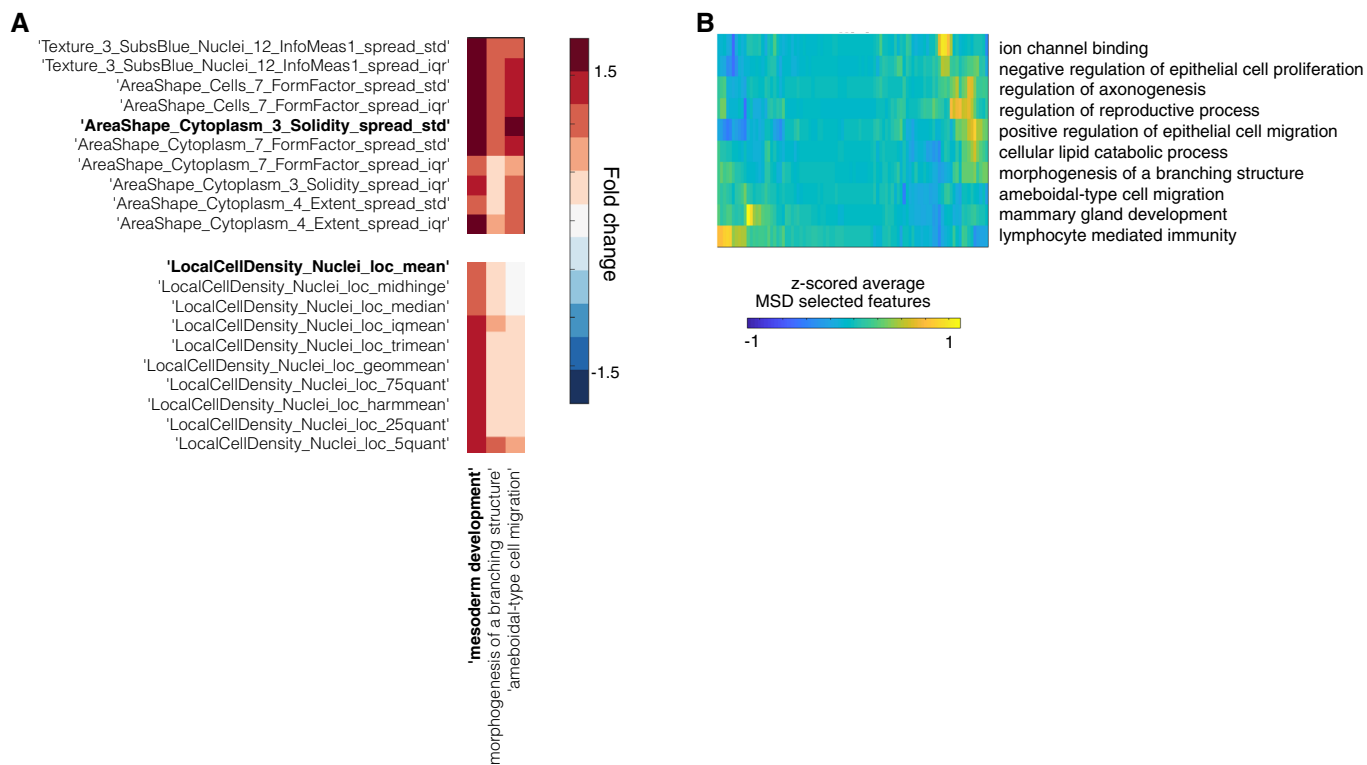 A
'Texture_3_SubsBlue_Nuclei_12_InfoMeas1_spread_std'
'Texture_3_SubsBlue_Nuclei_12_InfoMeas1_spread_iqr'
'AreaShape_Cells_7_FormFactor_spread_std'
'AreaShape_Cells_7_FormFactor_spread_iqr'
'AreaShape_Cytoplasm_3_Solidity_spread_std'
'AreaShape_Cytoplasm_7_FormFactor_spread_std'
'AreaShape_Cytoplasm_7_FormFactor_spread_iqr'
'AreaShape_Cytoplasm_3_Solidity_spread_iqr'
'AreaShape_Cytoplasm_4_Extent_spread_std'
'AreaShape_Cytoplasm_4_Extent_spread_iqr'
'LocalCellDensity_Nuclei_loc_mean'
'LocalCellDensity_Nuclei_loc_midhinge'
'LocalCellDensity_Nuclei_loc_median'
'LocalCellDensity_Nuclei_loc_iqmean'
'LocalCellDensity_Nuclei_loc_trimean'
'LocalCellDensity_Nuclei_loc_geommean'
'LocalCellDensity_Nuclei_loc_75quant'
'LocalCellDensity_Nuclei_loc_harmmean'
'LocalCellDensity_Nuclei_loc_25quant'
'LocalCellDensity_Nuclei_loc_5quant'
'mesoderm development'
morphogenesis of a branching structure'
'ameboidal-type cell migration'
1.5
Fold change
-1.5
B
ion channel binding
negative regulation of epithelial cell proliferation
regulation of axonogenesis
regulation of reproductive process
positive regulation of epithelial cell migration
cellular lipid catabolic process
morphogenesis of a branching structure
ameboidal-type cell migration
mammary gland development
lymphocyte mediated immunity
z-scored average
MSD selected features
-1
1